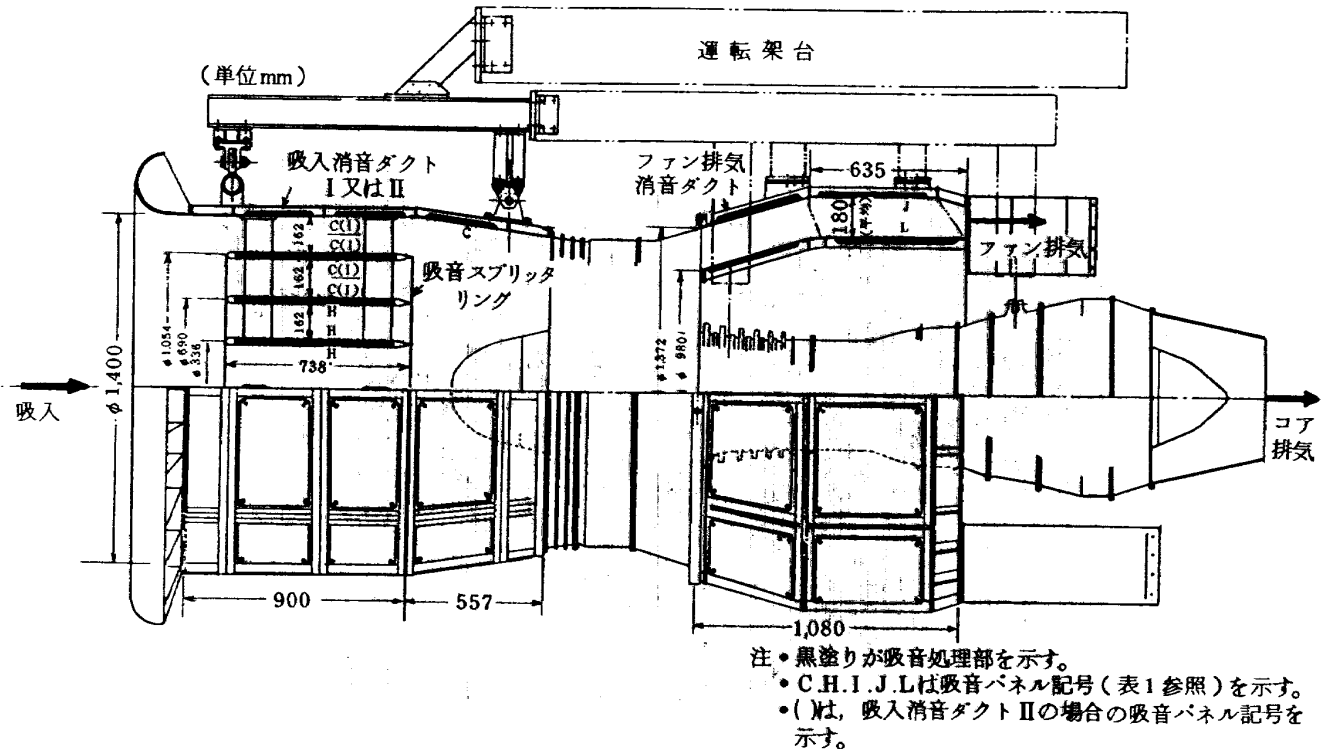 運転架台
(単位mm)
吸入消音ダクト
I又はII
ファン排気
消音ダクト
635
180
(平均)
J
L
ファン排気
162
C(I)
C(I)
162
C(I)
C(I)
162
H
H
H
C
吸音スプリッタ
リング
φ1,400
φ1,054
φ690
φ336
738
φ1,372
φ980
吸入
コア
排気
900
557
1,080
注•黒塗りが吸音処理部を示す。
•C.H.I.J.Lは吸音パネル記号(表1参照)を示す。
•( )は,吸入消音ダクトIIの場合の吸音パネル記号を
示す。